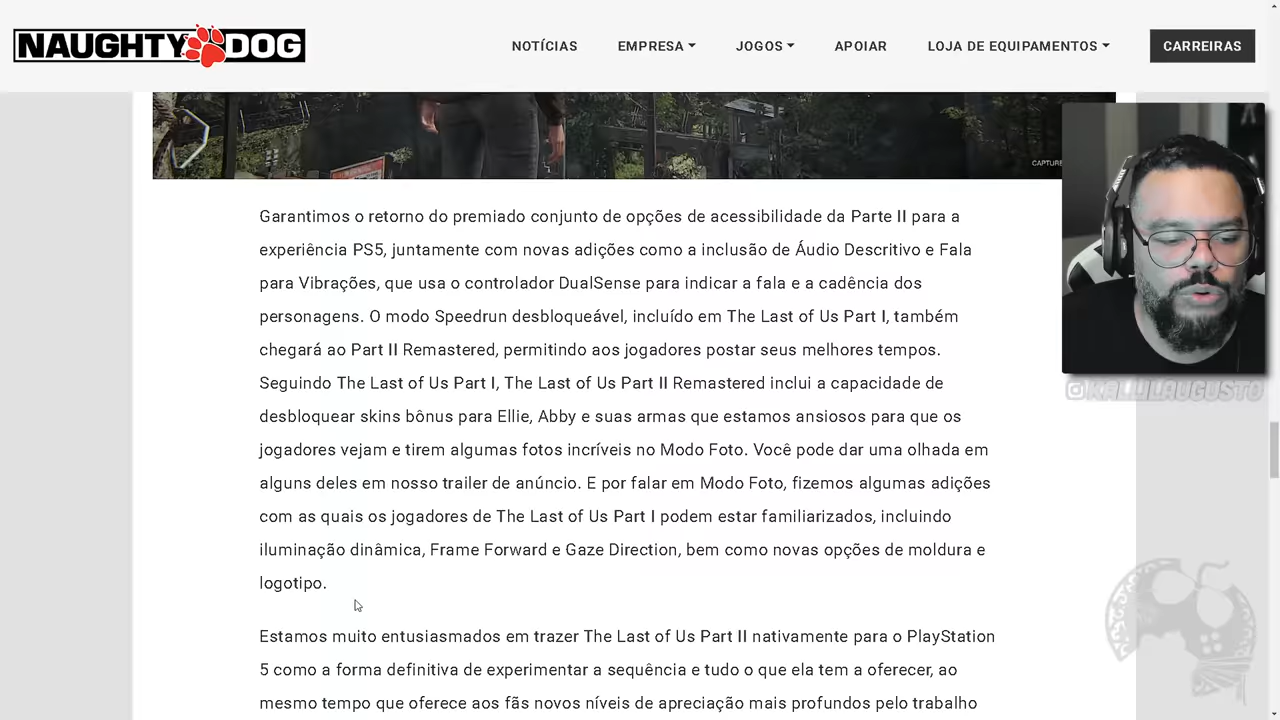 NAUGHTY DOG
NOTÍCIAS
EMPRESA
JOGOS
APOIAR
LOJA DE EQUIPAMENTOS
CARREIRAS
CAPTURE
Garantimos o retorno do premiado conjunto de opções de acessibilidade da Parte II para a
experiência PS5, juntamente com novas adições como a inclusão de Áudio Descritivo e Fala
para Vibrações, que usa o controlador DualSense para indicar a fala e a cadência dos
personagens. O modo Speedrun desbloqueável, incluído em The Last of Us Part I, também
chegará ao Part II Remastered, permitindo aos jogadores postar seus melhores tempos.
Seguindo The Last of Us Part I, The Last of Us Part II Remastered inclui a capacidade de
desbloquear skins bônus para Ellie, Abby e suas armas que estamos ansiosos para que os
jogadores vejam e tirem algumas fotos incríveis no Modo Foto. Você pode dar uma olhada em
alguns deles em nosso trailer de anúncio. E por falar em Modo Foto, fizemos algumas adições
com as quais os jogadores de The Last of Us Part I podem estar familiarizados, incluindo
iluminação dinâmica, Frame Forward e Gaze Direction, bem como novas opções de moldura e
logotipo.
Estamos muito entusiasmados em trazer The Last of Us Part II nativamente para o PlayStation
5 como a forma definitiva de experimentar a sequência e tudo o que ela tem a oferecer, ao
mesmo tempo que oferece aos fãs novos níveis de apreciação mais profundos pelo trabalho
@KALLILAUGUSTO